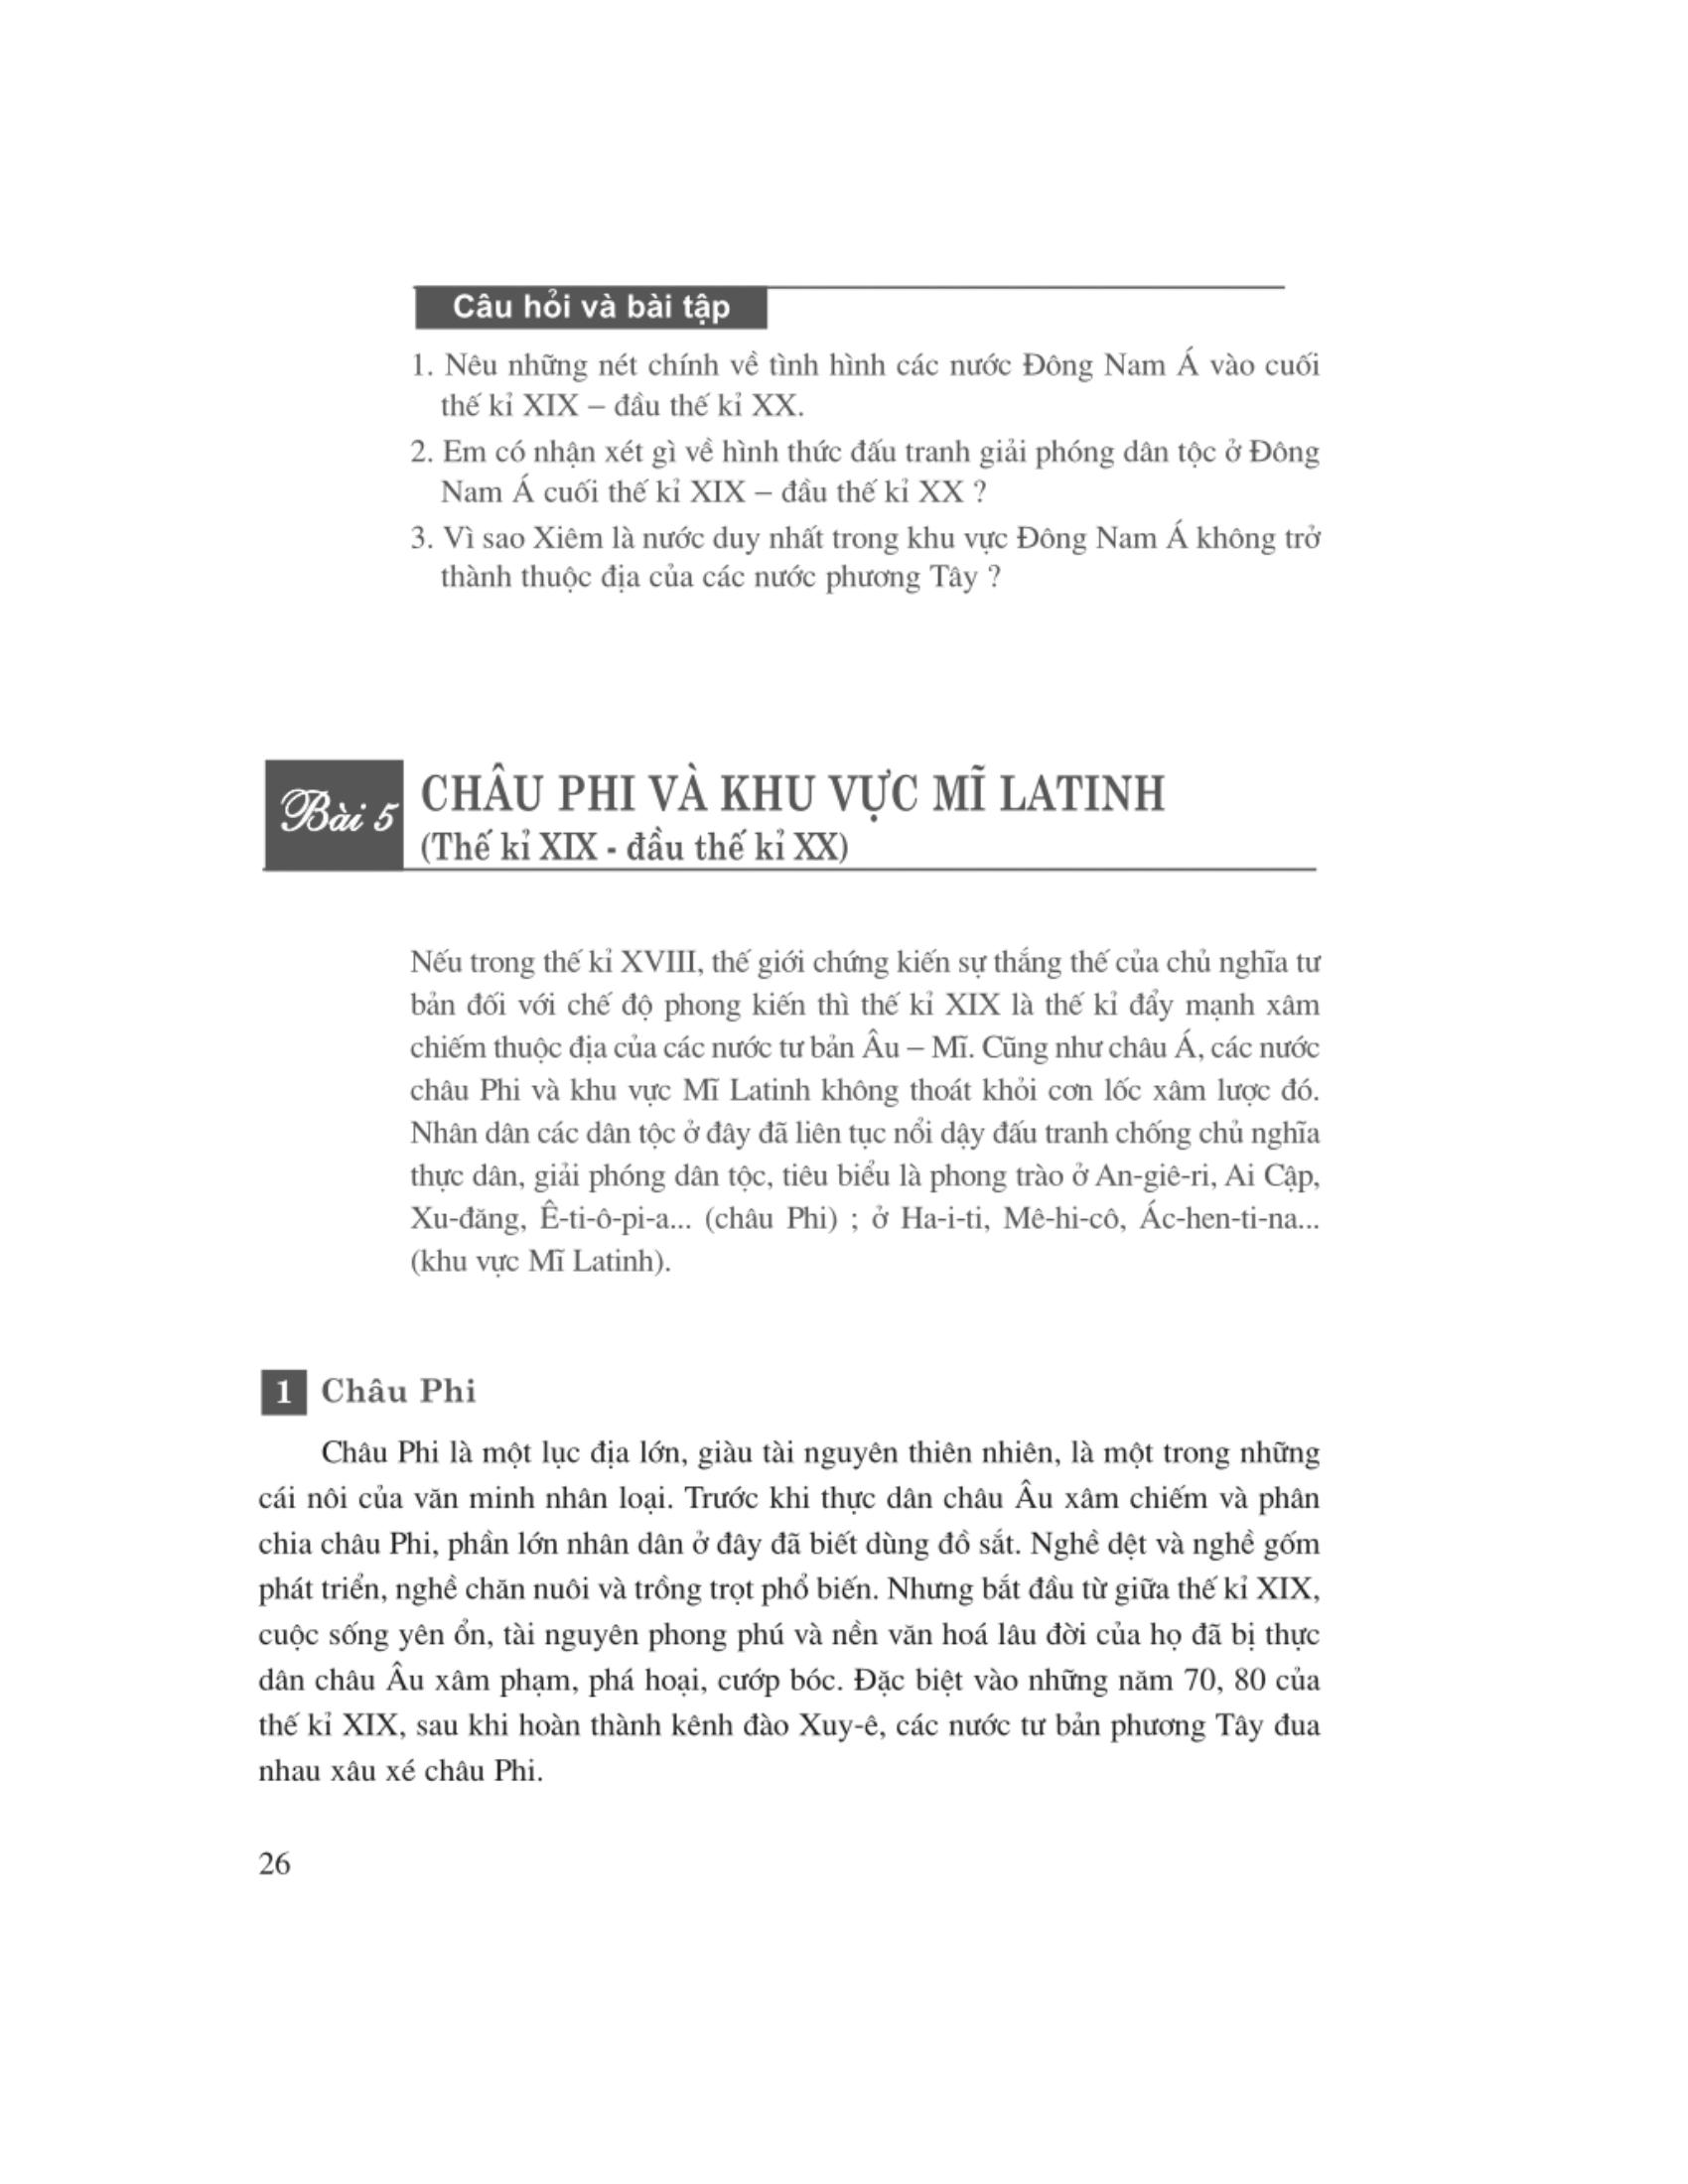 Câu hỏi và bài tập
1. Nêu những nét chính về tình hình các nước Đông Nam Á vào cuối
thế kỉ XIX – đầu thế kỉ XX.
2. Em có nhận xét gì về hình thức đấu tranh giải phóng dân tộc ở Đông
Nam Á cuối thế kỉ XIX – đầu thế kỉ XX ?
3. Vì sao Xiêm là nước duy nhất trong khu vực Đông Nam Á không trở
thành thuộc địa của các nước phương Tây ?
Bài 5
CHÂU PHI VÀ KHU VỰC MĨ LATINH
(Thế kỉ XIX - đầu thế kỉ XX)
Nếu trong thế kỉ XVIII, thế giới chứng kiến sự thắng thế của chủ nghĩa tư
bản đối với chế độ phong kiến thì thế kỉ XIX là thế kỉ đẩy mạnh xâm
chiếm thuộc địa của các nước tư bản Âu – Mĩ. Cũng như châu Á, các nước
châu Phi và khu vực Mĩ Latinh không thoát khỏi cơn lốc xâm lược đó.
Nhân dân các dân tộc ở đây đã liên tục nổi dậy đấu tranh chống chủ nghĩa
thực dân, giải phóng dân tộc, tiêu biểu là phong trào ở An-giê-ri, Ai Cập,
Xu-đăng, Ê-ti-ô-pi-a... (châu Phi) ; ở Ha-i-ti, Mê-hi-cô, Ác-hen-ti-na...
(khu vực Mĩ Latinh).
1 Châu Phi
Châu Phi là một lục địa lớn, giàu tài nguyên thiên nhiên, là một trong những
cái nôi của văn minh nhân loại. Trước khi thực dân châu Âu xâm chiếm và phân
chia châu Phi, phần lớn nhân dân ở đây đã biết dùng đồ sắt. Nghề dệt và nghề gốm
phát triển, nghề chăn nuôi và trồng trọt phổ biến. Nhưng bắt đầu từ giữa thế kỉ XIX,
cuộc sống yên ổn, tài nguyên phong phú và nền văn hoá lâu đời của họ đã bị thực
dân châu Âu xâm phạm, phá hoại, cướp bóc. Đặc biệt vào những năm 70, 80 của
thế kỉ XIX, sau khi hoàn thành kênh đào Xuy-ê, các nước tư bản phương Tây đua
nhau xâu xé châu Phi.
26